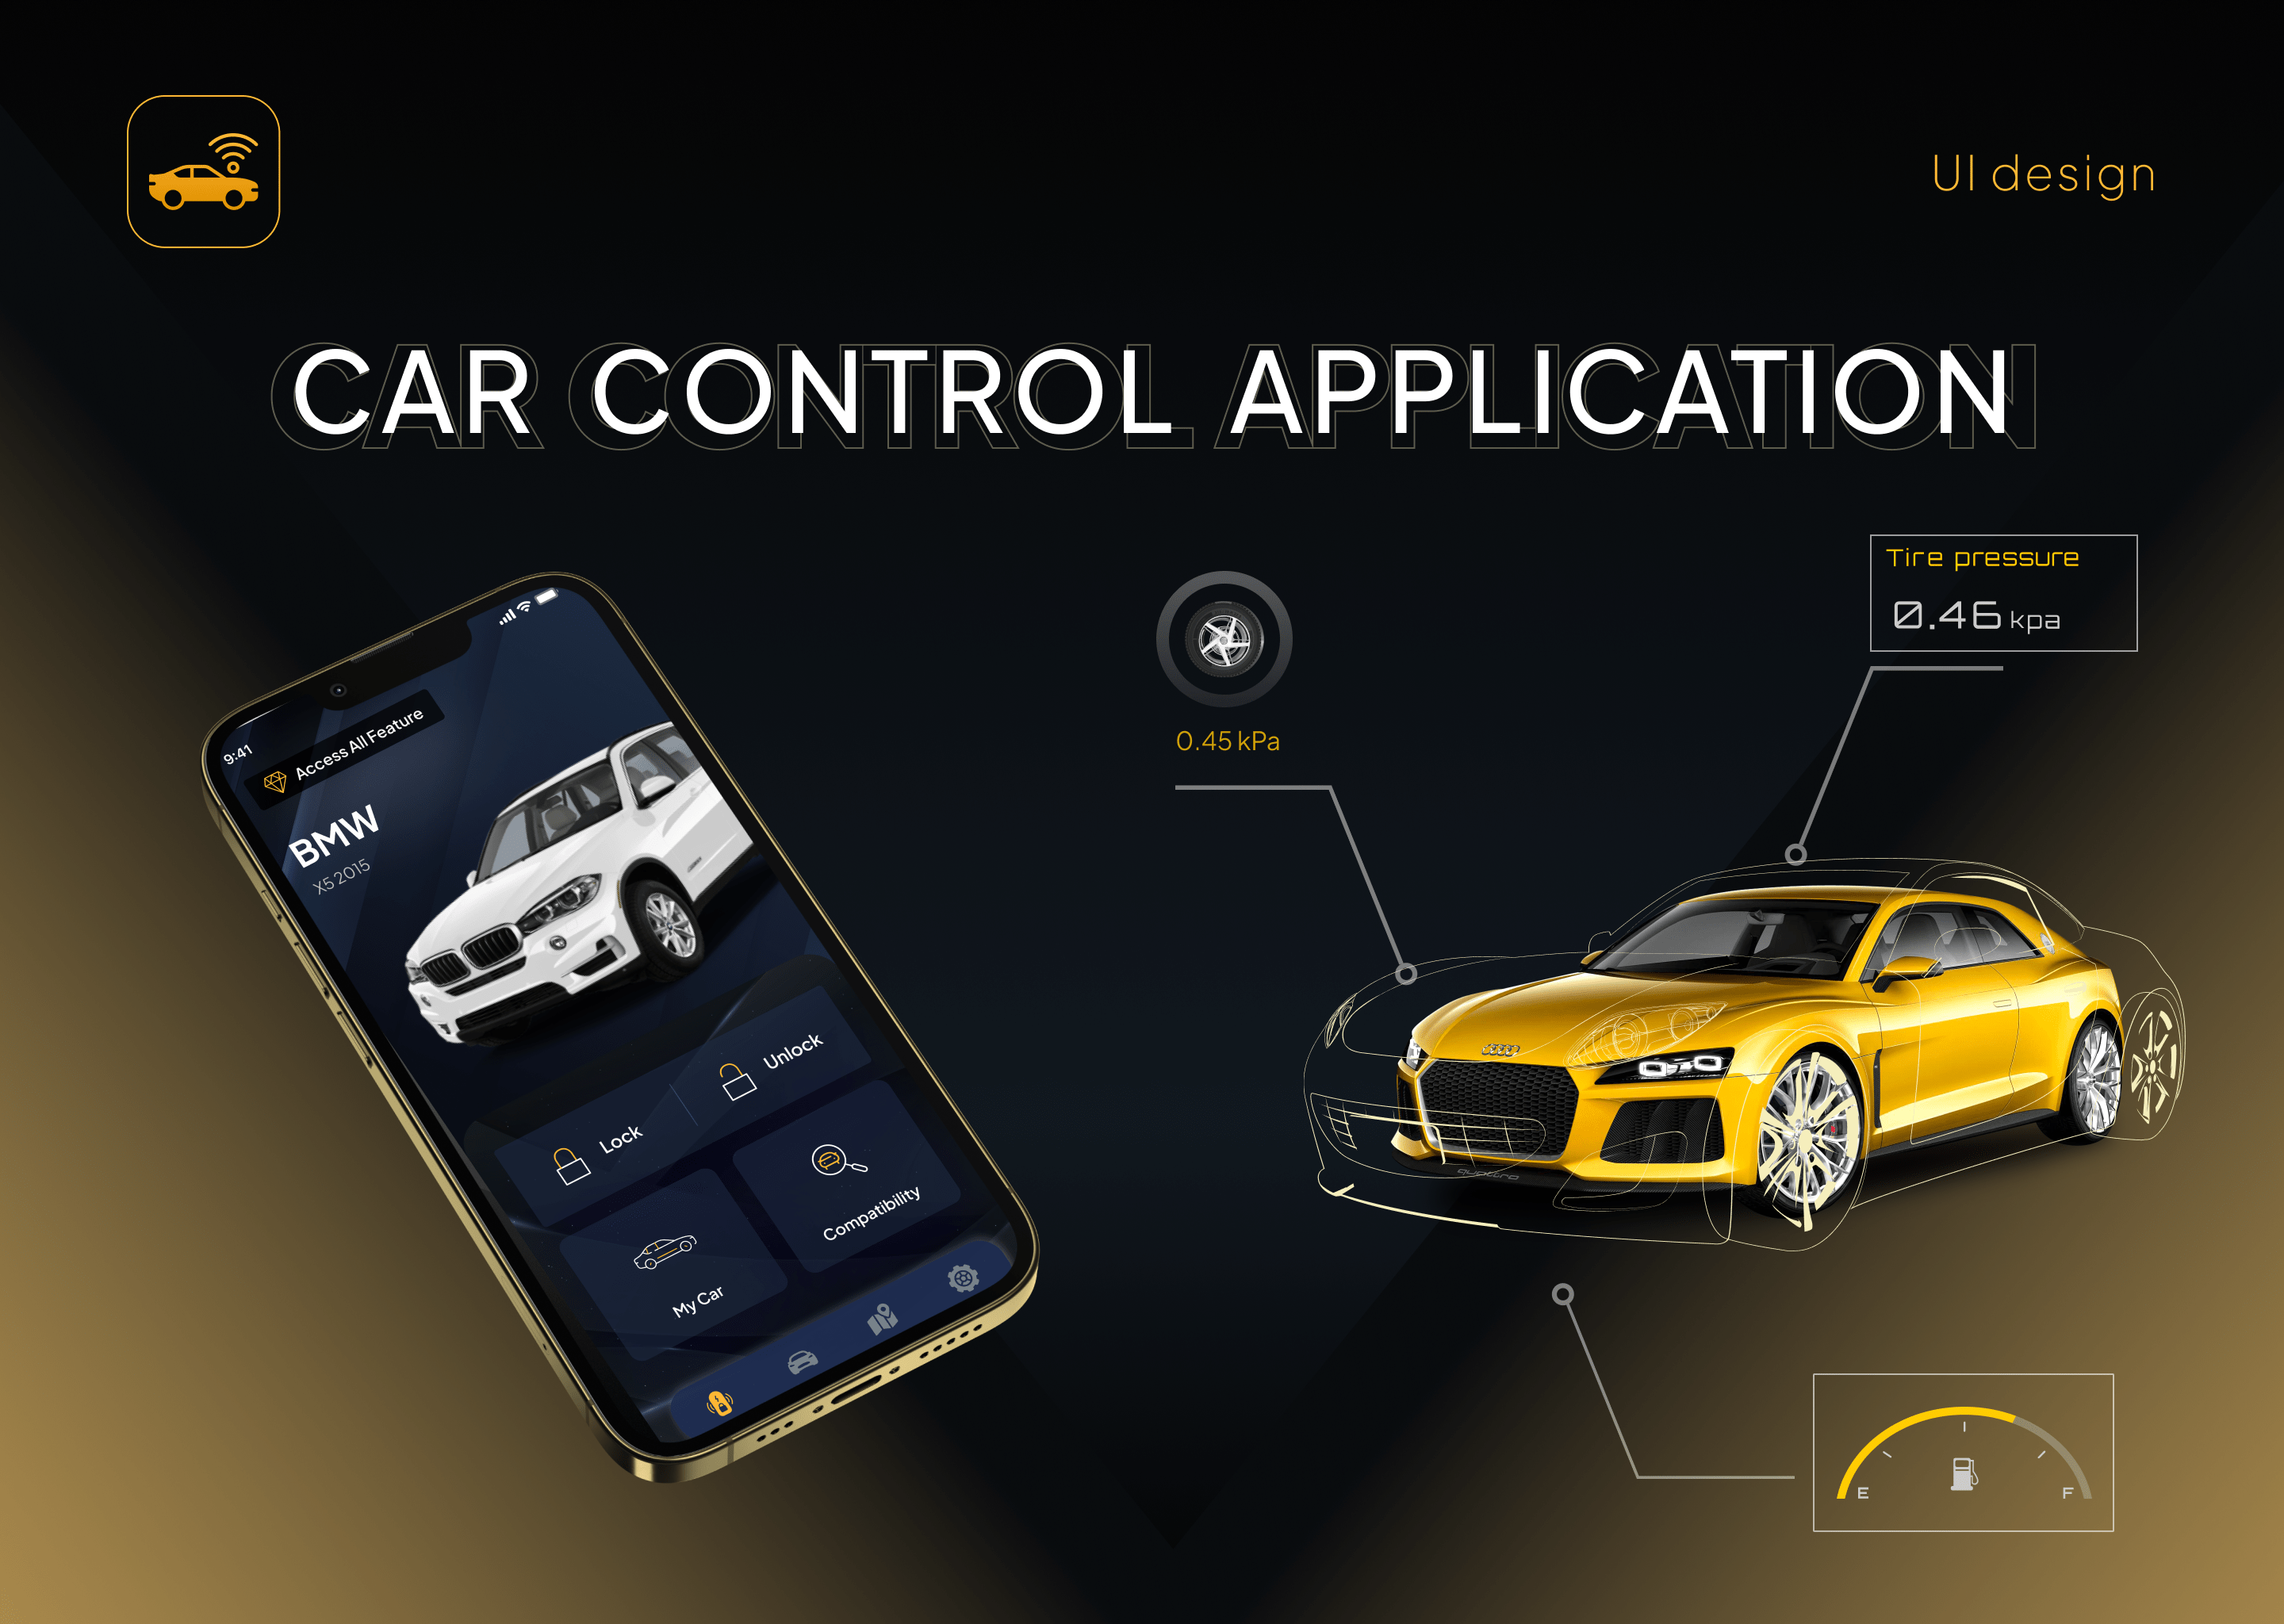 UI design
CAR CONTROL APPLICATION
Tire pressure
0.46 kpa
0.45 kPa
9:41
Access All Feature
BMW
X5 2015
Lock
Unlock
My Car
Compatibility
quattro
E
F